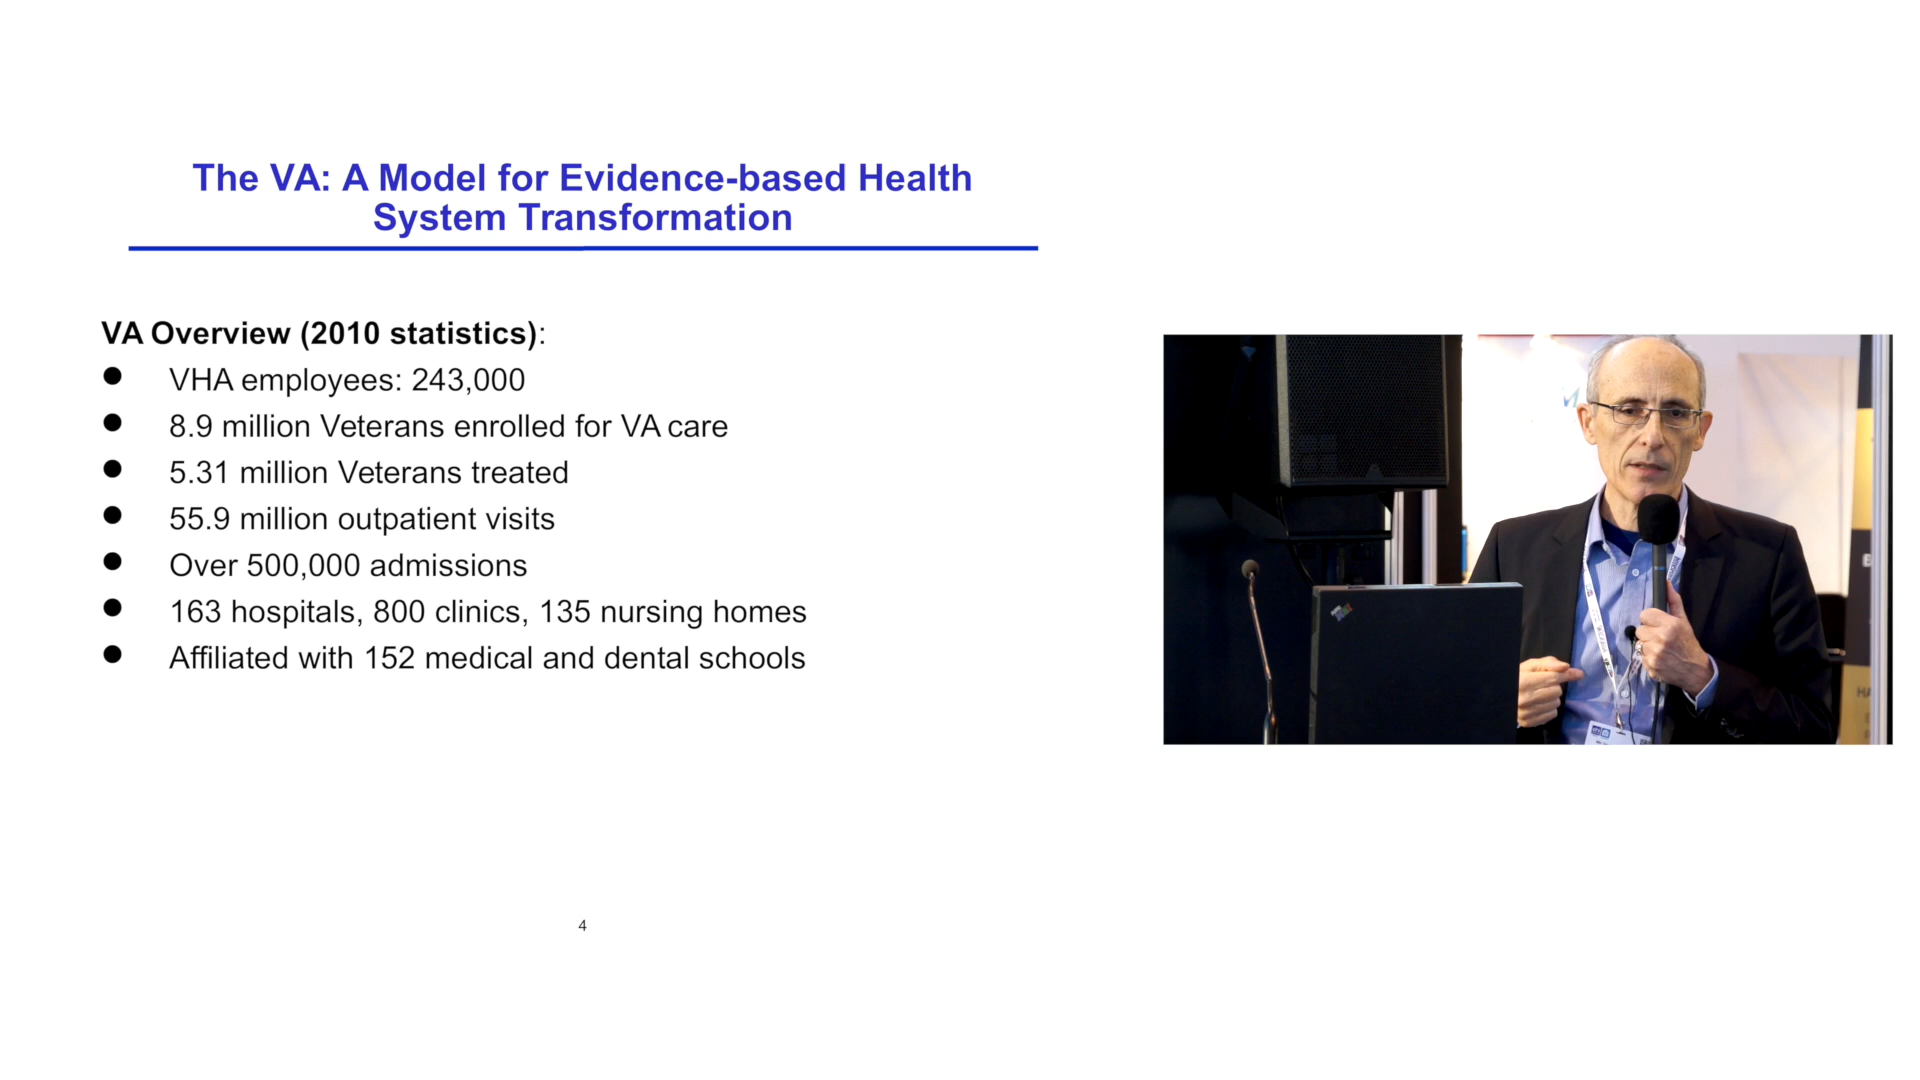 The VA: A Model for Evidence-based Health
System Transformation
VA Overview (2010 statistics):
● VHA employees: 243,000
● 8.9 million Veterans enrolled for VA care
● 5.31 million Veterans treated
● 55.9 million outpatient visits
● Over 500,000 admissions
● 163 hospitals, 800 clinics, 135 nursing homes
● Affiliated with 152 medical and dental schools
4